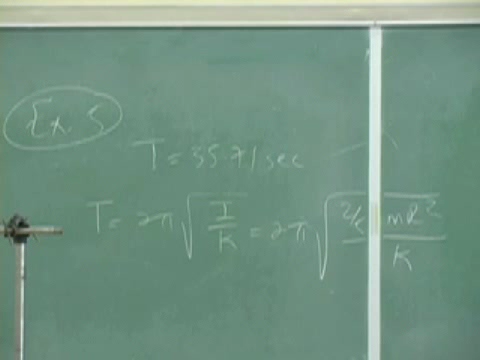 Ex. 5
T = 35.71 sec
T = 2π √(I/K) = 2π √(2/5 mR²/K)